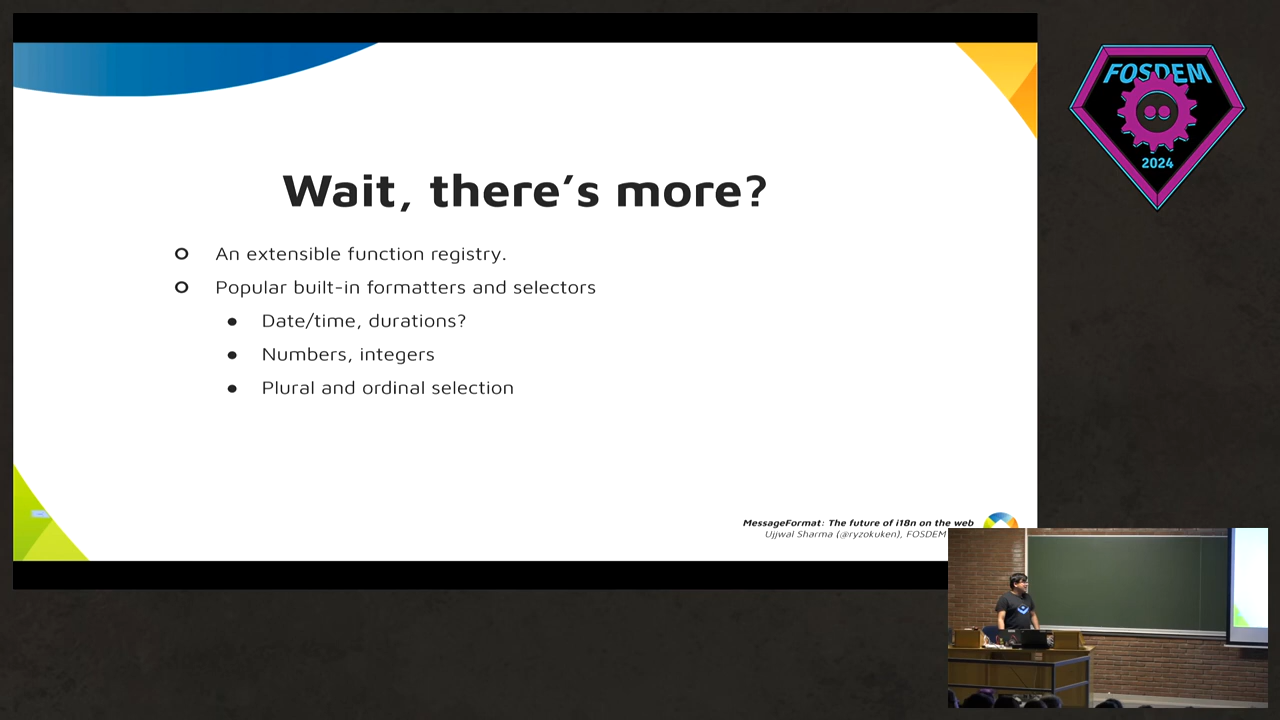 Wait, there’s more?
An extensible function registry.
Popular built-in formatters and selectors
Date/time, durations?
Numbers, integers
Plural and ordinal selection
MessageFormat: The future of i18n on the web
Ujjwal Sharma (@ryzokuken), FOSDEM
FOSDEM
2024